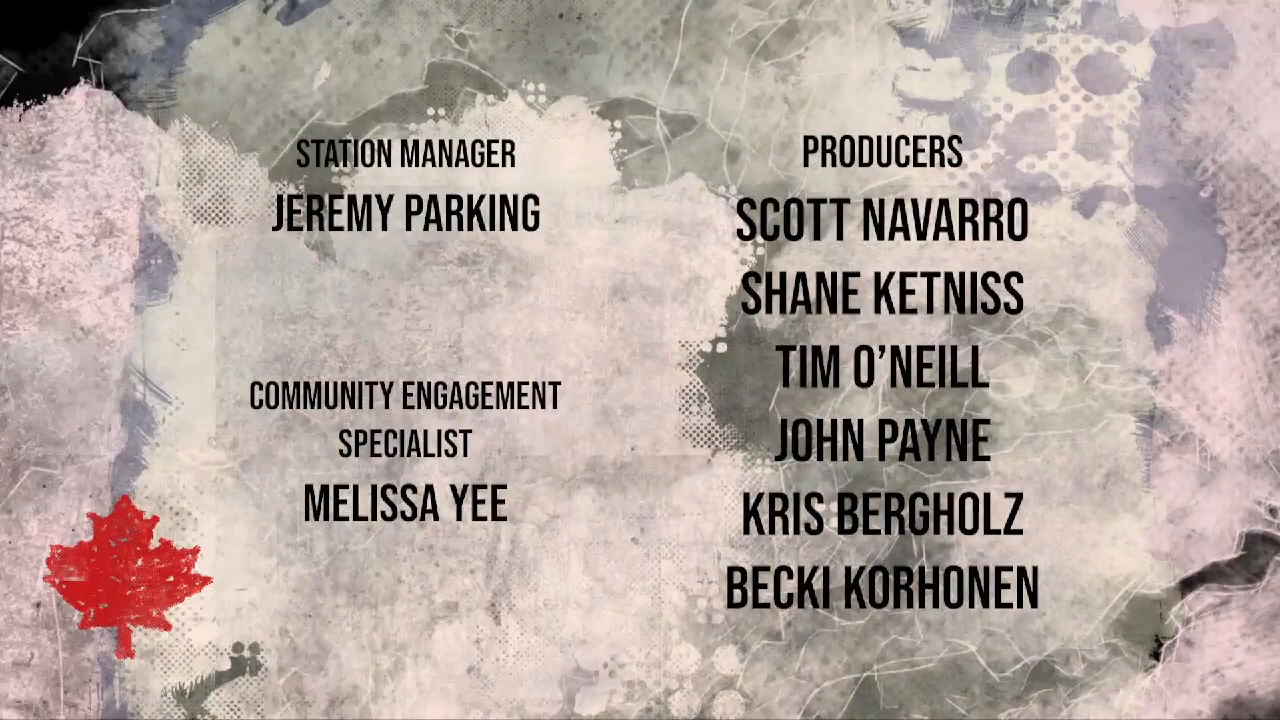 STATION MANAGER
JEREMY PARKING
COMMUNITY ENGAGEMENT
SPECIALIST
MELISSA YEE
PRODUCERS
SCOTT NAVARRO
SHANE KETNISS
TIM O’NEILL
JOHN PAYNE
KRIS BERGHOLZ
BECKI KORHONEN